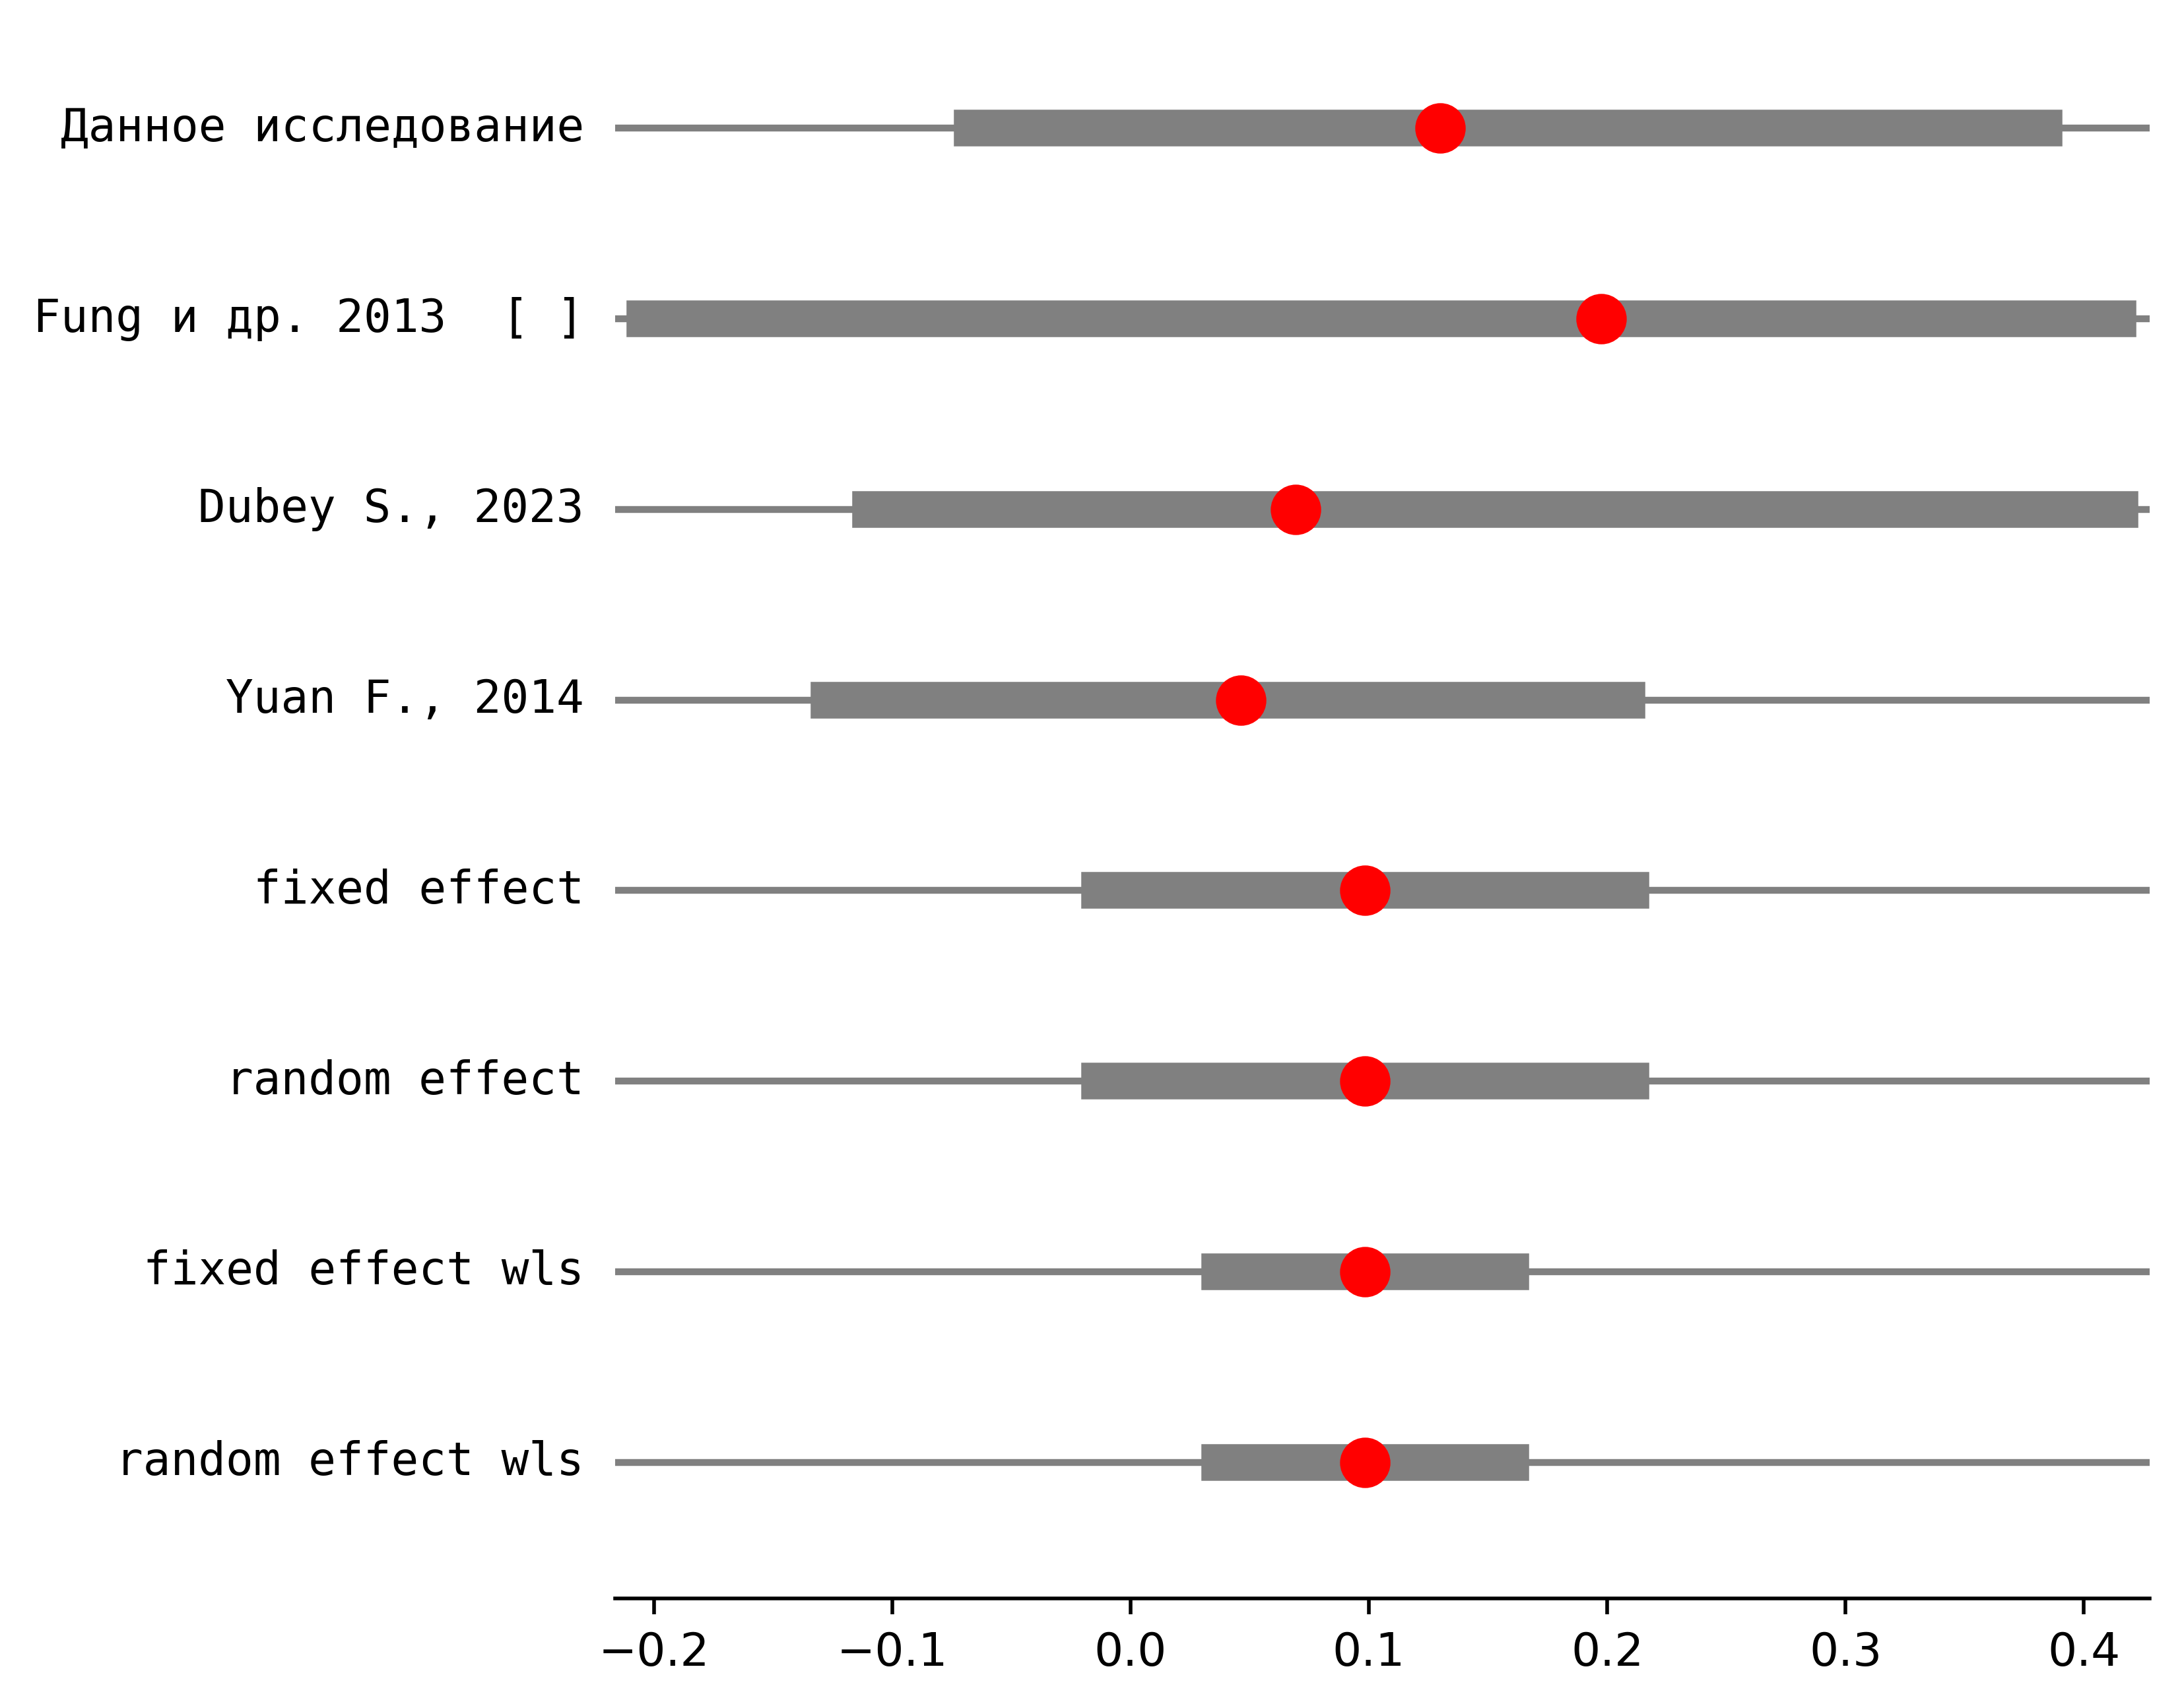 Данное исследование
Fung и др. 2013  [ ]
Dubey S., 2023
Yuan F., 2014
fixed effect
random effect
fixed effect wls
random effect wls
−0.2 −0.1 0.0 0.1 0.2 0.3 0.4